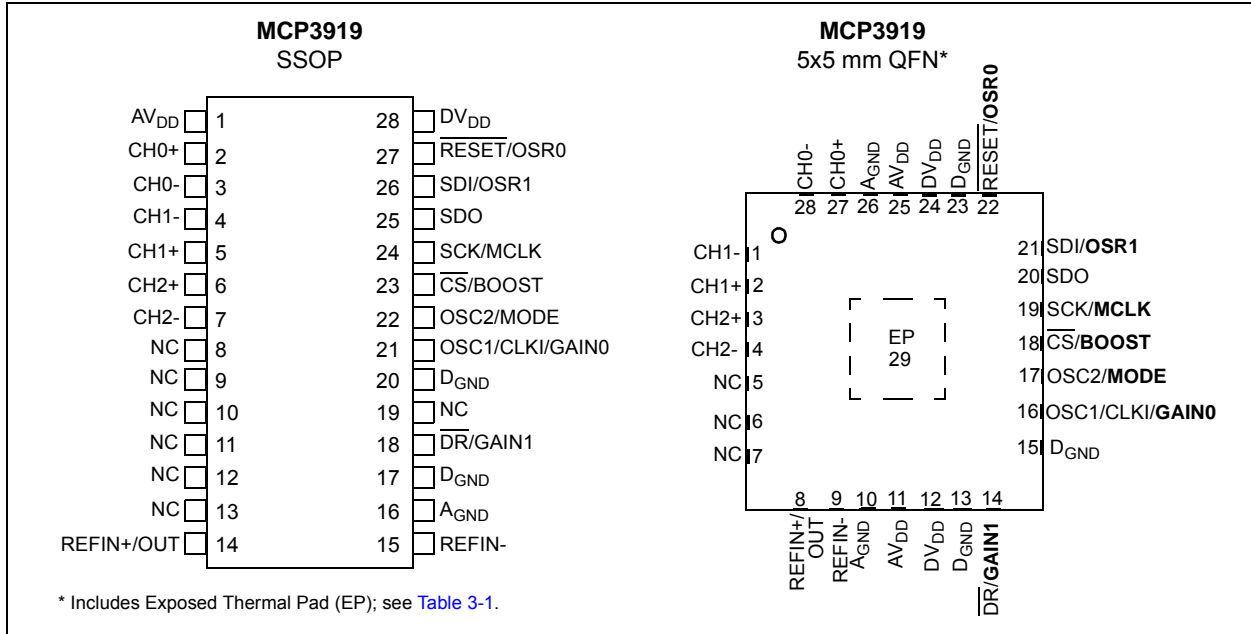 MCP3919
SSOP
AVDD 1
CH0+ 2
CH0- 3
CH1- 4
CH1+ 5
CH2+ 6
CH2- 7
NC 8
NC 9
NC 10
NC 11
NC 12
NC 13
REFIN+/OUT 14
28 DVDD
27 RESET/OSR0
26 SDI/OSR1
25 SDO
24 SCK/MCLK
23 CS/BOOST
22 OSC2/MODE
21 OSC1/CLKI/GAIN0
20 DGND
19 NC
18 DR/GAIN1
17 DGND
16 AGND
15 REFIN-
* Includes Exposed Thermal Pad (EP); see Table 3-1.
MCP3919
5x5 mm QFN*
CH0- 28
CH0+ 27
AGND 26
AVDD 25
DVDD 24
DGND 23
RESET/OSR0 22
CH1- 1
CH1+ 2
CH2+ 3
CH2- 4
NC 5
NC 6
NC 7
EP
29
21 SDI/OSR1
20 SDO
19 SCK/MCLK
18 CS/BOOST
17 OSC2/MODE
16 OSC1/CLKI/GAIN0
15 DGND
8 REFIN+/
OUT
9 REFIN-
10 AGND
11 AVDD
12 DVDD
13 DGND
14 DR/GAIN1